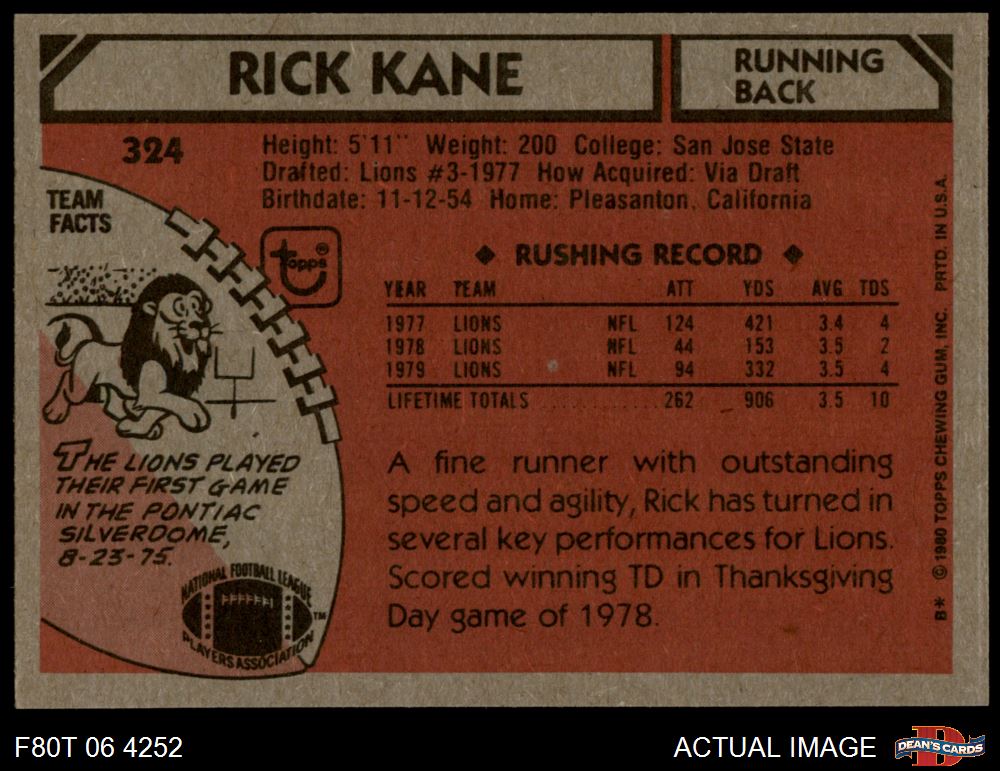 RICK KANE
RUNNING
BACK
324
Height: 5'11" Weight: 200 College: San Jose State
Drafted: Lions #3-1977 How Acquired: Via Draft
Birthdate: 11-12-54 Home: Pleasanton, California
TEAM
FACTS
topps®
◆ RUSHING RECORD ◆
YEAR TEAM ATT YDS AVG TDS
1977 LIONS NFL 124 421 3.4 4
1978 LIONS NFL 44 153 3.5 2
1979 LIONS NFL 94 332 3.5 4
LIFETIME TOTALS 262 906 3.5 10
THE LIONS PLAYED
THEIR FIRST GAME
IN THE PONTIAC
SILVERDOME,
8-23-75.
NATIONAL FOOTBALL LEAGUE
PLAYERS ASSOCIATION
TM
A fine runner with outstanding
speed and agility, Rick has turned in
several key performances for Lions.
Scored winning TD in Thanksgiving
Day game of 1978.
B* © 1980 TOPPS CHEWING GUM, INC. PRTD. IN U.S.A.
F80T 06 4252
ACTUAL IMAGE
D
DEAN'S CARDS